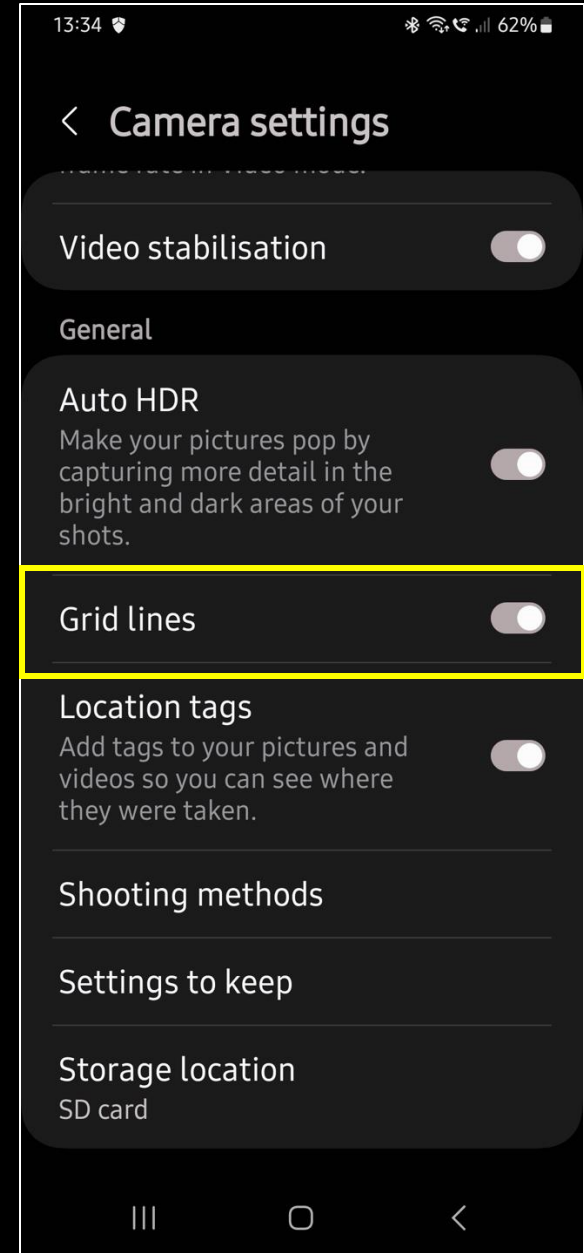 13:34
62%
Camera settings
Video stabilisation
General
Auto HDR
Make your pictures pop by
capturing more detail in the
bright and dark areas of your
shots.
Grid lines
Location tags
Add tags to your pictures and
videos so you can see where
they were taken.
Shooting methods
Settings to keep
Storage location
SD card